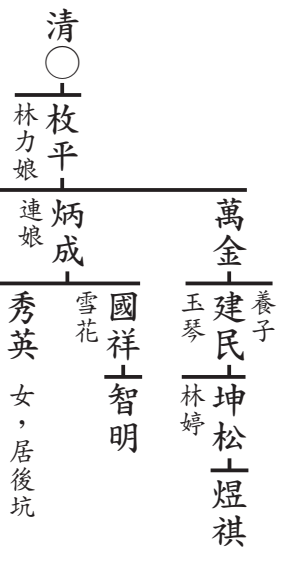 清○
枚平
林力娘
萬金
養子
建民
玉琴
坤松
林婷
煜祺
炳成
連娘
國祥
雪花
智明
秀英 女，居後坑